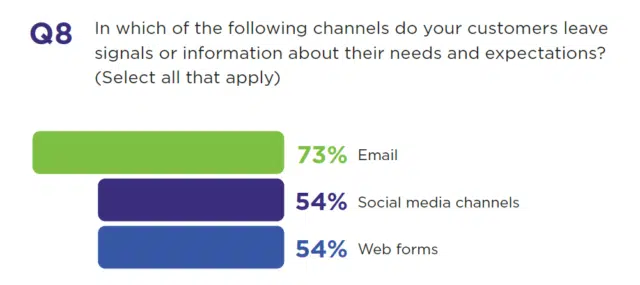 Q8 In which of the following channels do your customers leave
signals or information about their needs and expectations?
(Select all that apply)
73% Email
54% Social media channels
54% Web forms